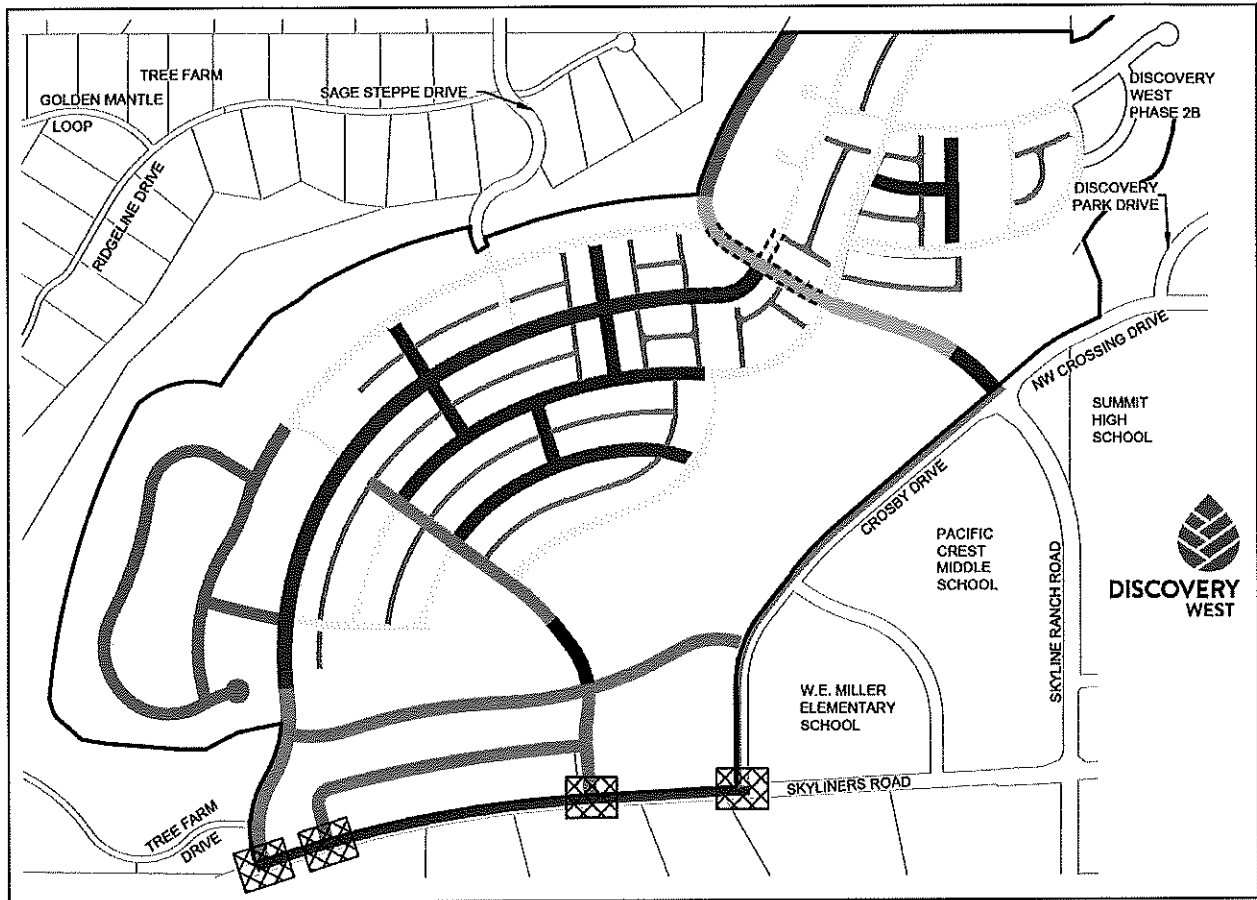 TREE FARM
GOLDEN MANTLE
LOOP
SAGE STEPPE DRIVE
RIDGELINE DRIVE
DISCOVERY
WEST
PHASE 2B
DISCOVERY
PARK DRIVE
NW CROSSING DRIVE
SUMMIT
HIGH
SCHOOL
CROSBY DRIVE
PACIFIC
CREST
MIDDLE
SCHOOL
SKYLINE RANCH ROAD
DISCOVERY
WEST
W.E. MILLER
ELEMENTARY
SCHOOL
SKYLINERS ROAD
TREE FARM
DRIVE